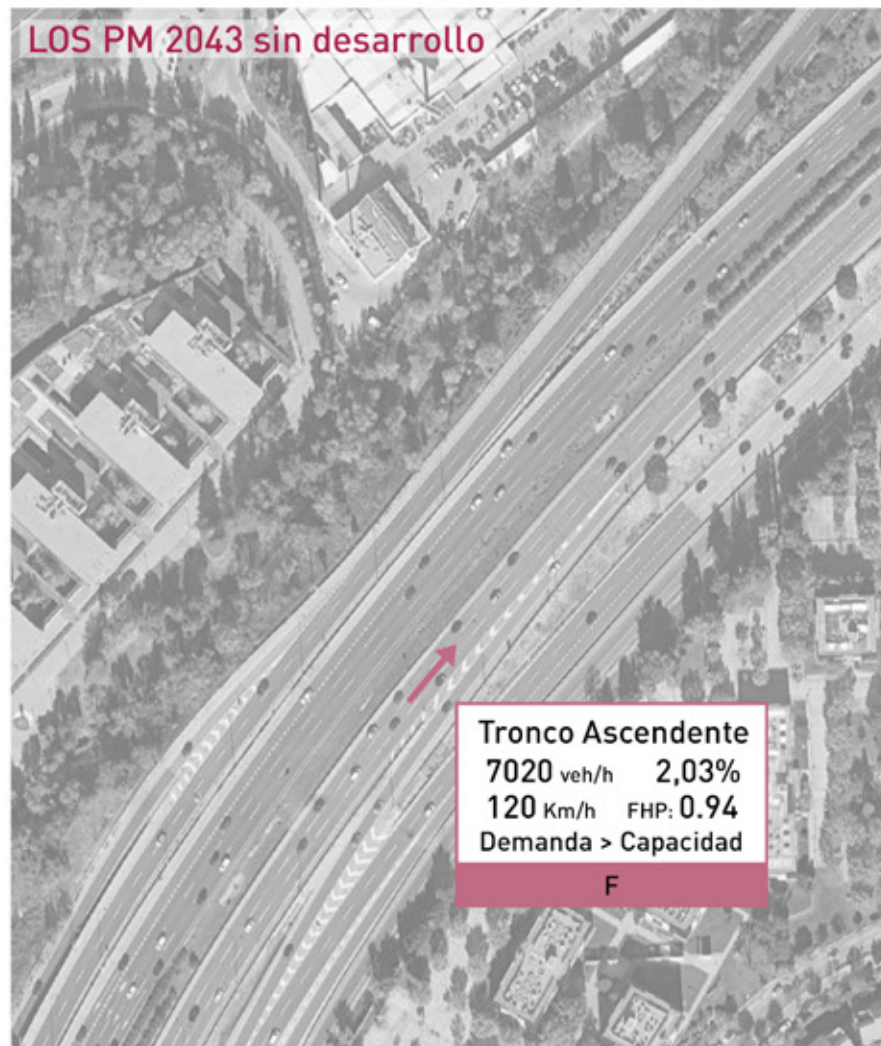 LOS PM 2043 sin desarrollo
Tronco Ascendente
7020 veh/h 2,03%
120 Km/h FHP: 0.94
Demanda > Capacidad
F